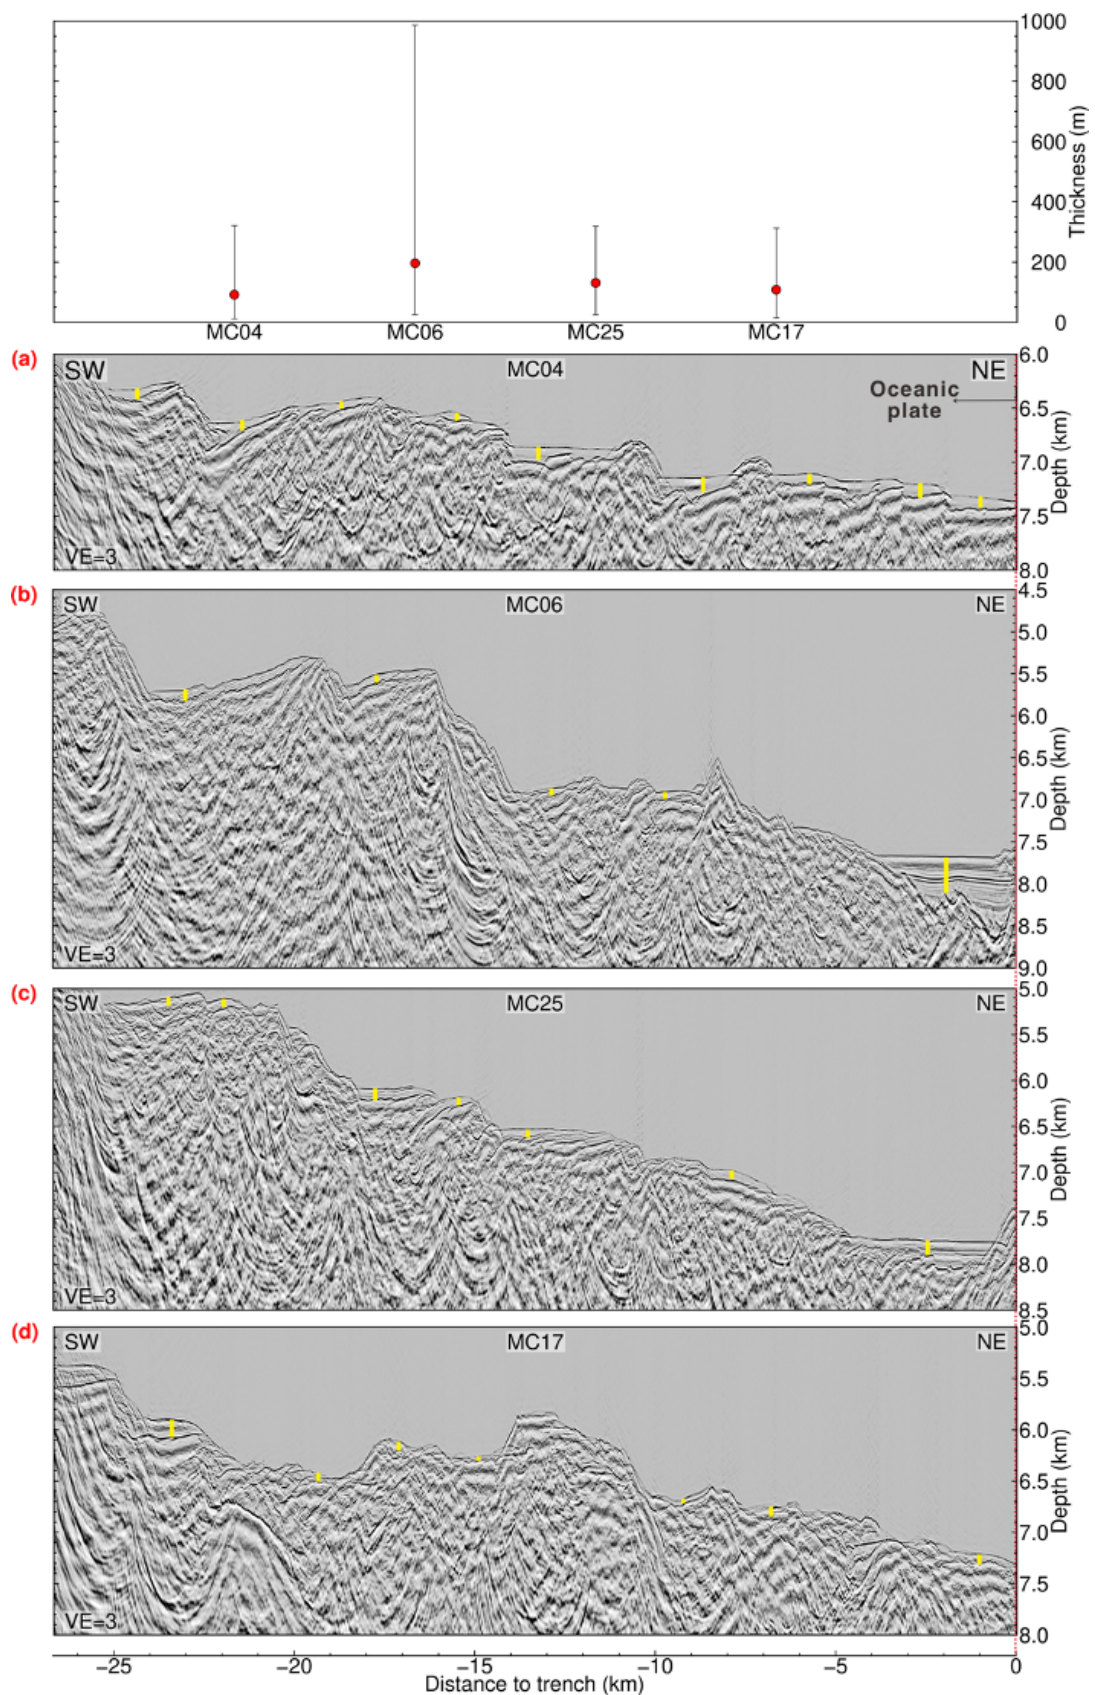 1000
800
600
400
200
0
Thickness (m)
MC04 MC06 MC25 MC17
(a)
SW MC04 NE
Oceanic
plate
6.0
6.5
7.0
7.5
8.0
Depth (km)
VE=3
(b)
SW MC06 NE
4.5
5.0
5.5
6.0
6.5
7.0
7.5
8.0
8.5
9.0
Depth (km)
VE=3
(c)
SW MC25 NE
5.0
5.5
6.0
6.5
7.0
7.5
8.0
8.5
Depth (km)
VE=3
(d)
SW MC17 NE
5.0
5.5
6.0
6.5
7.0
7.5
8.0
Depth (km)
VE=3
−25 −20 −15 −10 −5 0
Distance to trench (km)